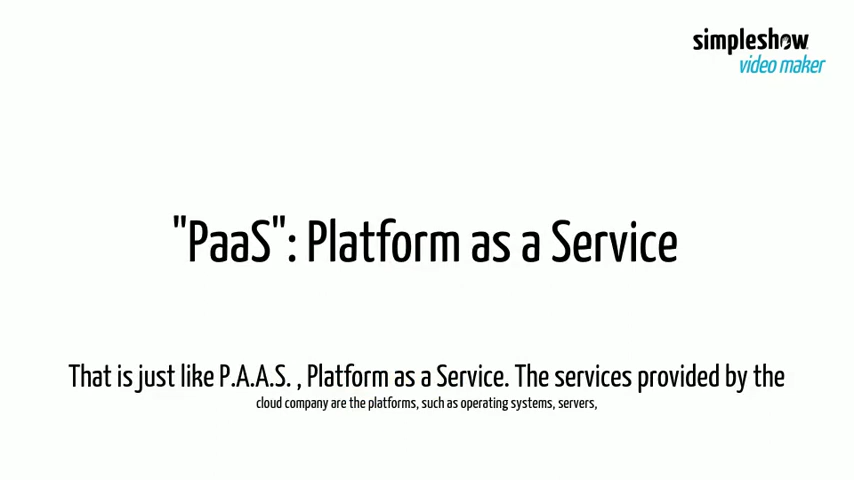 simpleshow
video maker
"PaaS": Platform as a Service
That is just like P.A.A.S. , Platform as a Service. The services provided by the
cloud company are the platforms, such as operating systems, servers,